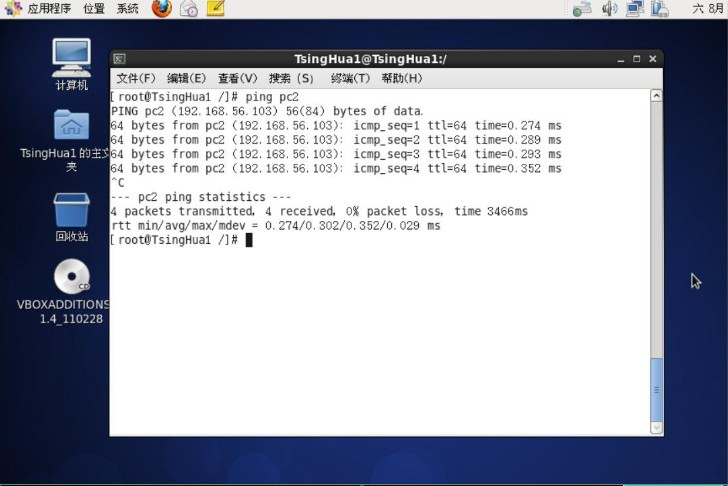 应用程序 位置 系统
六 8月
计算机
TsingHua1 的主文
夹
回收站
VBOXADDITIONS
1.4_110228
TsingHua1@TsingHua1:/
文件(F) 编辑(E) 查看(V) 搜索 (S) 终端(T) 帮助(H)
[root@TsingHua1 /]# ping pc2
PING pc2 (192.168.56.103) 56(84) bytes of data.
64 bytes from pc2 (192.168.56.103): icmp_seq=1 ttl=64 time=0.274 ms
64 bytes from pc2 (192.168.56.103): icmp_seq=2 ttl=64 time=0.289 ms
64 bytes from pc2 (192.168.56.103): icmp_seq=3 ttl=64 time=0.293 ms
64 bytes from pc2 (192.168.56.103): icmp_seq=4 ttl=64 time=0.352 ms
^C
--- pc2 ping statistics ---
4 packets transmitted, 4 received, 0% packet loss, time 3466ms
rtt min/avg/max/mdev = 0.274/0.302/0.352/0.029 ms
[root@TsingHua1 /]#